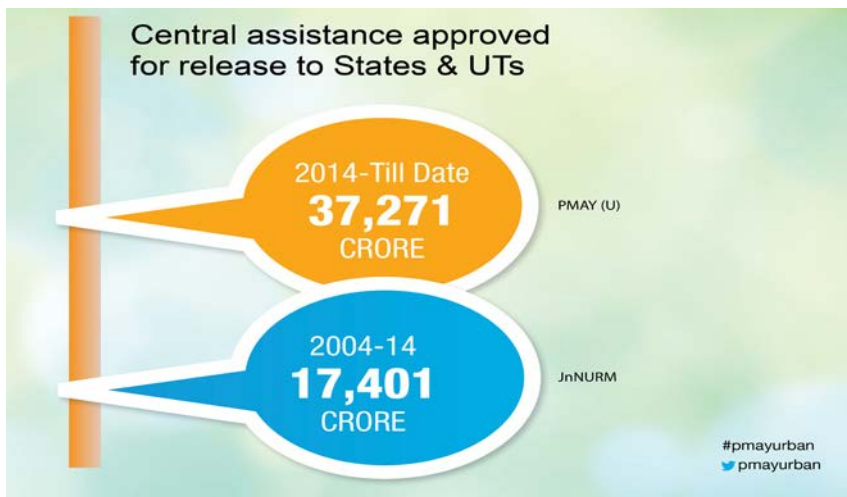 Central assistance approved
for release to States & UTs
2014-Till Date
37,271
CRORE
PMAY (U)
2004-14
17,401
CRORE
JnNURM
#pmayurban
pmayurban